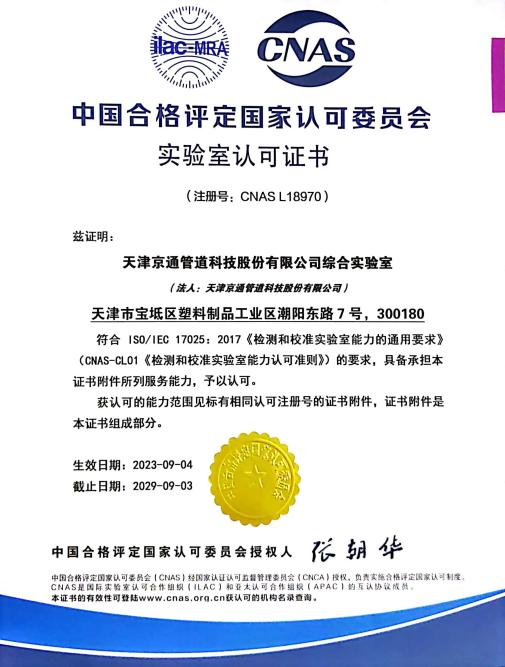 ilac-MRA
CNAS
中国合格评定国家认可委员会
实验室认可证书
（注册号：CNAS L18970）
兹证明：
天津京通管道科技股份有限公司综合实验室
（法人：天津京通管道科技股份有限公司）
天津市宝坻区塑料制品工业区潮阳东路 7 号，300180
符合 ISO/IEC 17025：2017《检测和校准实验室能力的通用要求》
（CNAS-CL01《检测和校准实验室能力认可准则》）的要求，具备承担本
证书附件所列服务能力，予以认可。
获认可的能力范围见标有相同认可注册号的证书附件，证书附件是
本证书组成部分。
生效日期：2023-09-04
截止日期：2029-09-03
中国合格评定国家认可委员会
中国合格评定国家认可委员会授权人 张朝华
中国合格评定国家认可委员会（CNAS）经国家认证认可监督管理委员会（CNCA）授权，负责实施合格评定国家认可制度。
CNAS是国际实验室认可合作组织（ILAC）和亚太认可合作组织（APAC）的互认协议成员。
本证书的有效性可登陆www.cnas.org.cn获认可的机构名录查询。